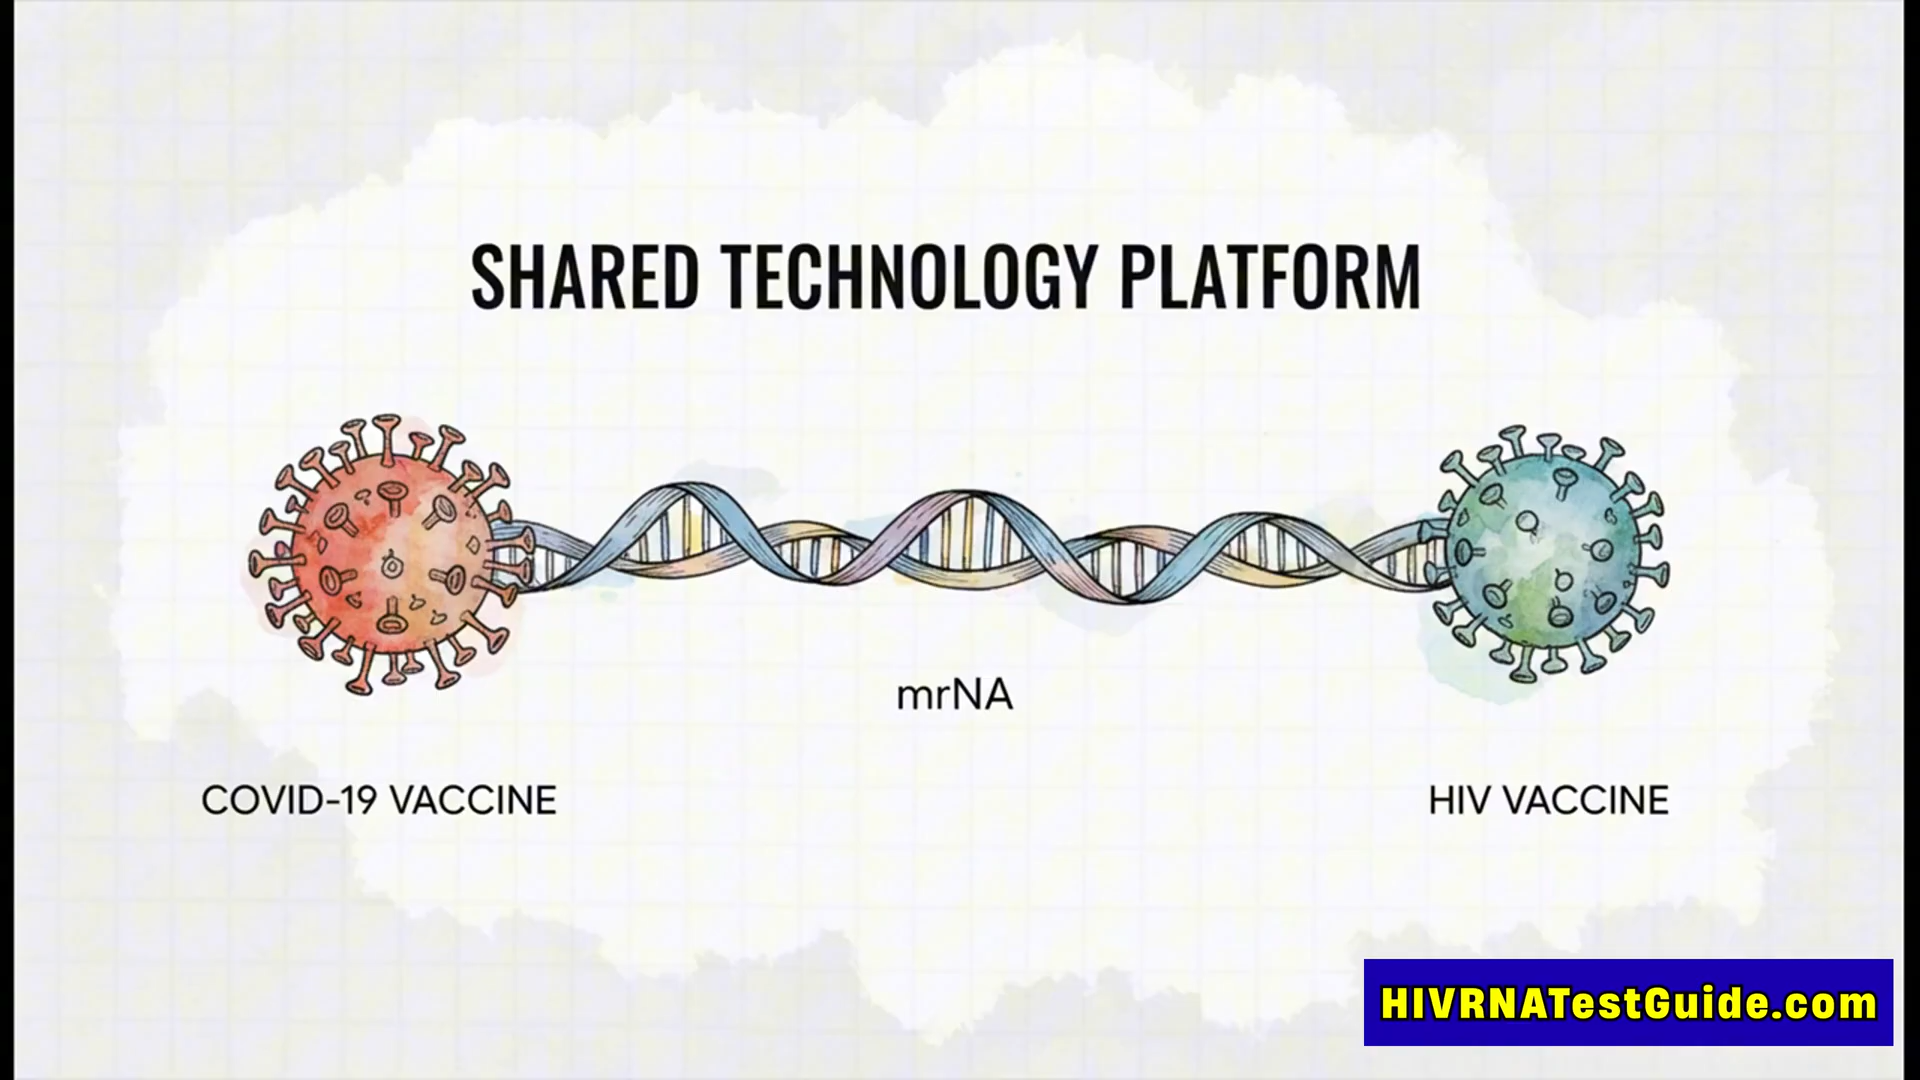 SHARED TECHNOLOGY PLATFORM
mrNA
COVID-19 VACCINE
HIV VACCINE
HIVRNATestGuide.com